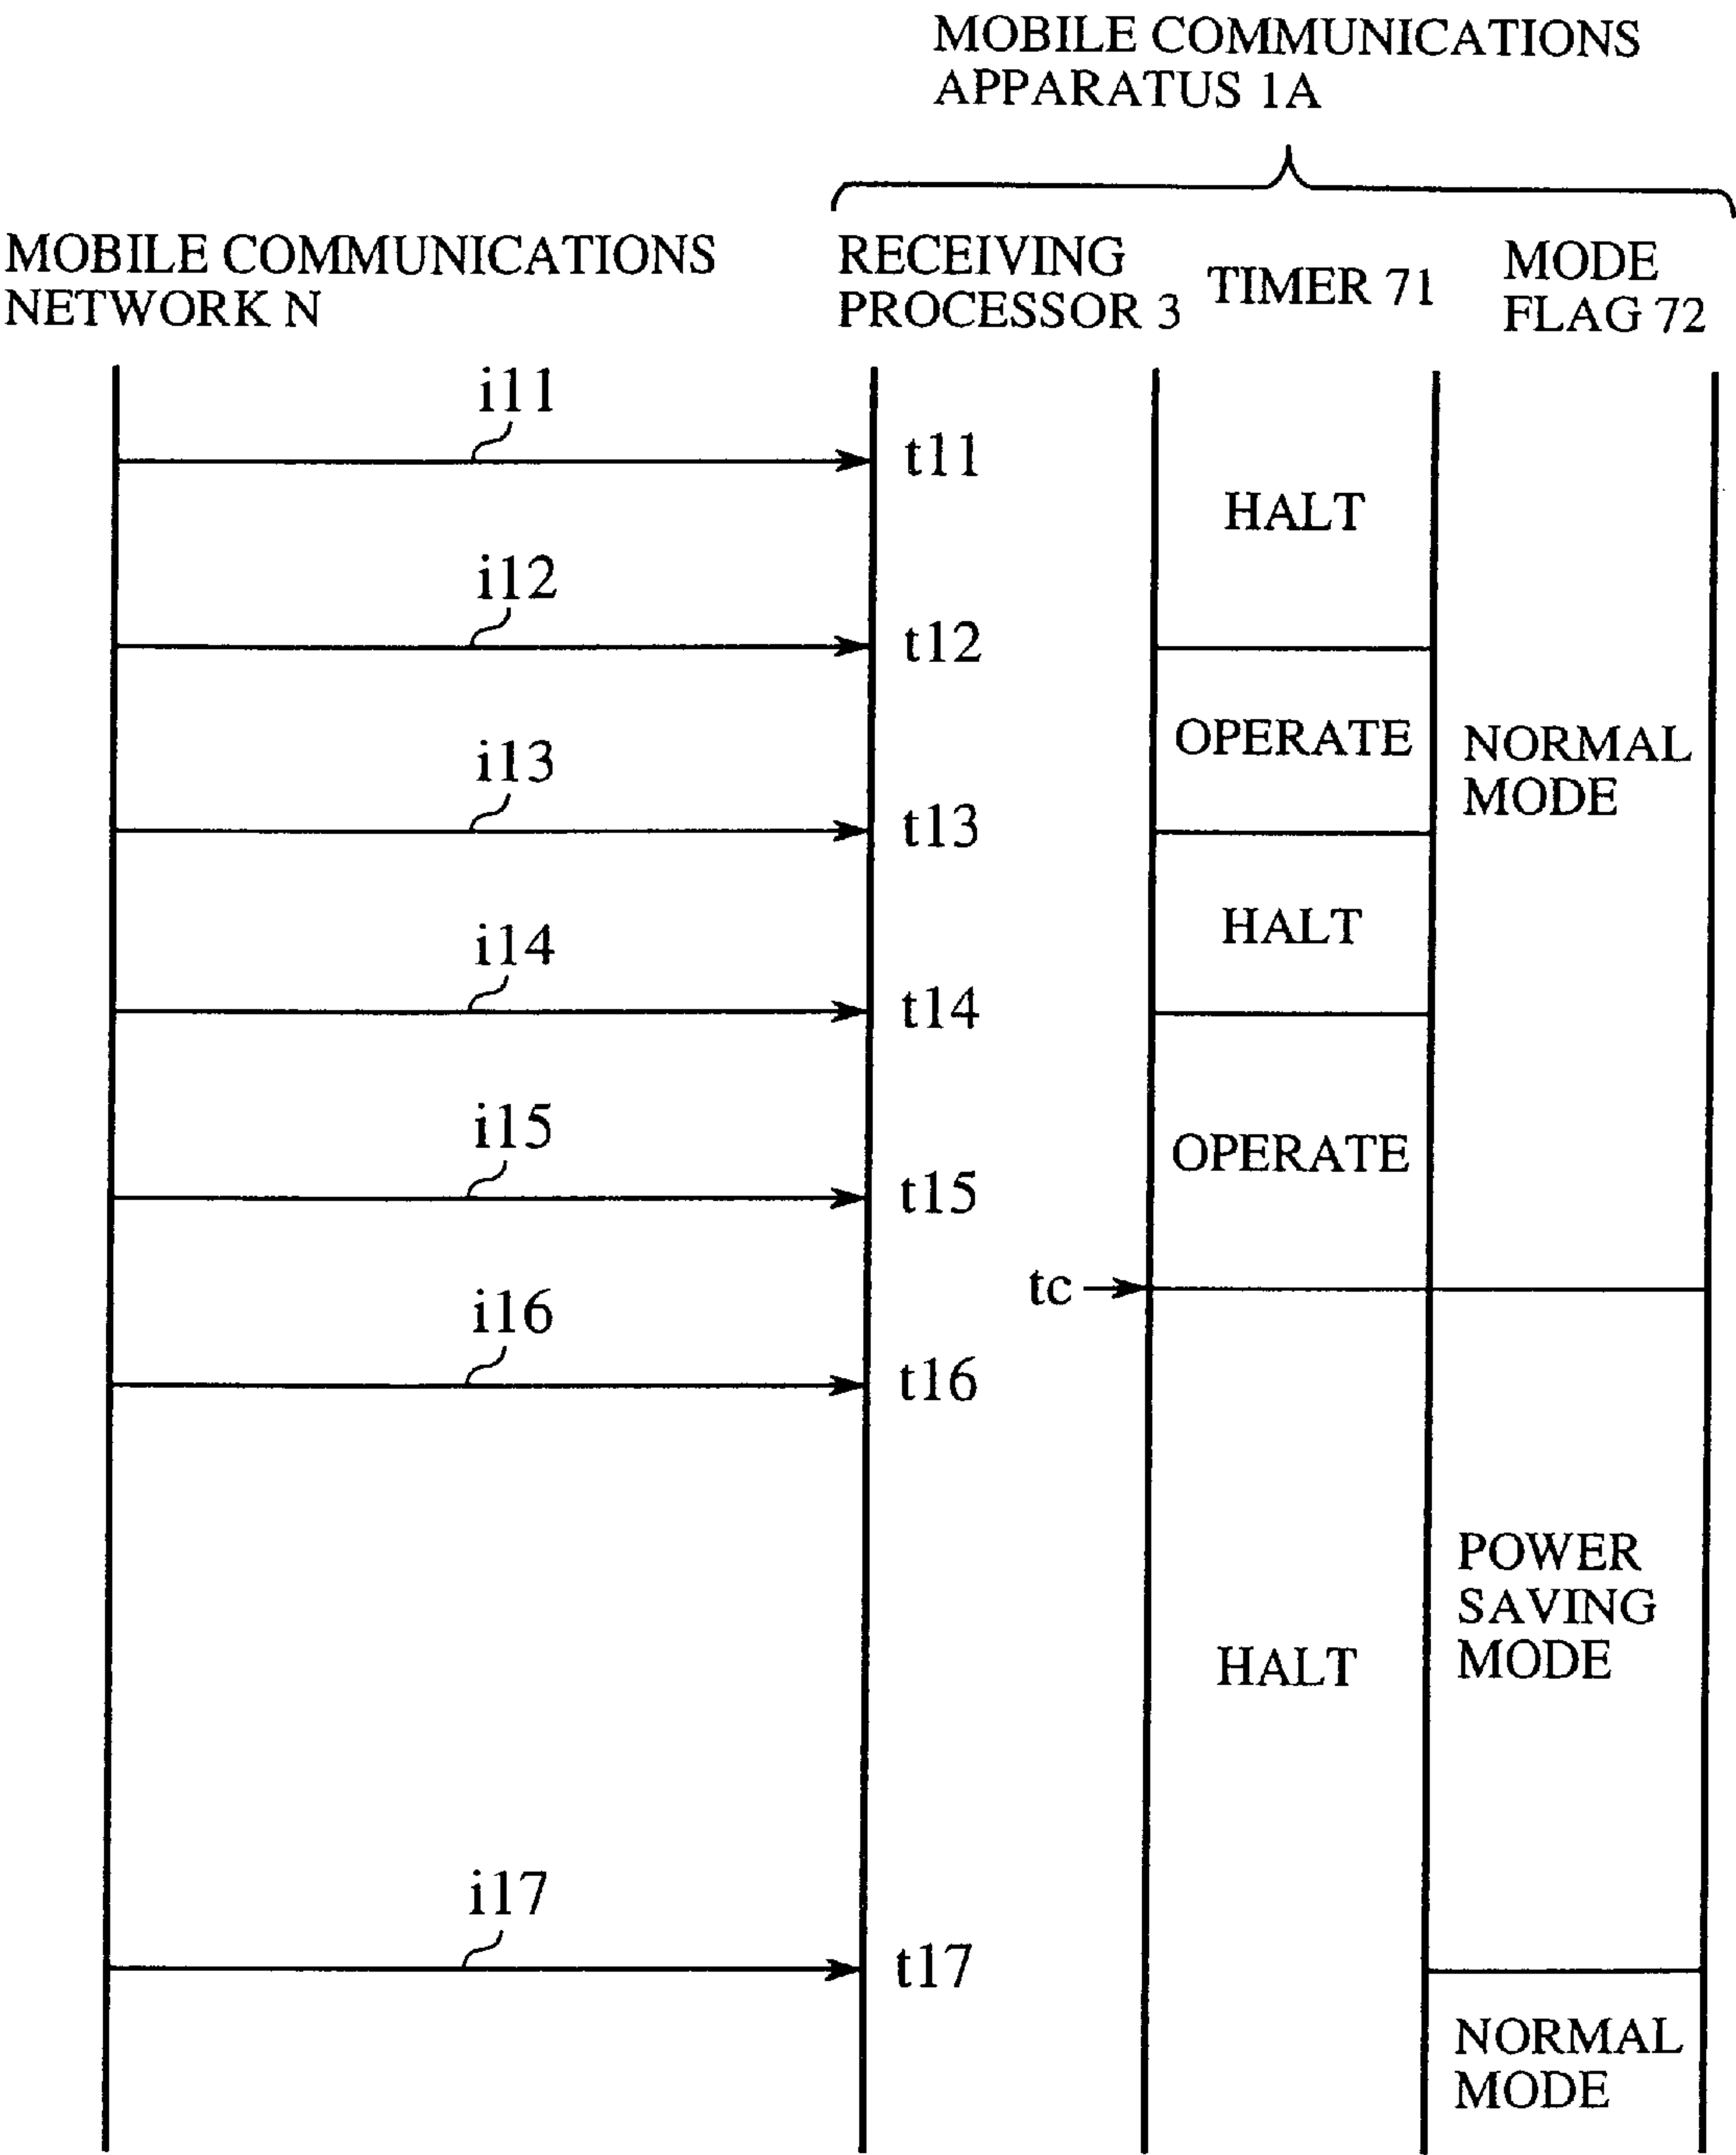 MOBILE COMMUNICATIONS
APPARATUS 1A
MOBILE COMMUNICATIONS
NETWORK N
RECEIVING
PROCESSOR 3
TIMER 71
MODE
FLAG 72
i11
t11
HALT
i12
t12
OPERATE
NORMAL
MODE
i13
t13
HALT
i14
t14
OPERATE
i15
t15
tc
i16
t16
POWER
SAVING
MODE
HALT
i17
t17
NORMAL
MODE